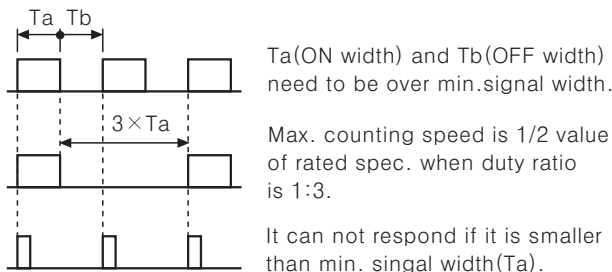 Ta Tb
Ta(ON width) and Tb(OFF width)
need to be over min.signal width.
3×Ta
Max. counting speed is 1/2 value
of rated spec. when duty ratio
is 1:3.
It can not respond if it is smaller
than min. singal width(Ta).